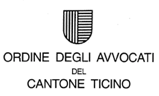 ORDINE DEGLI AVVOCATI
DEL
CANTONE TICINO